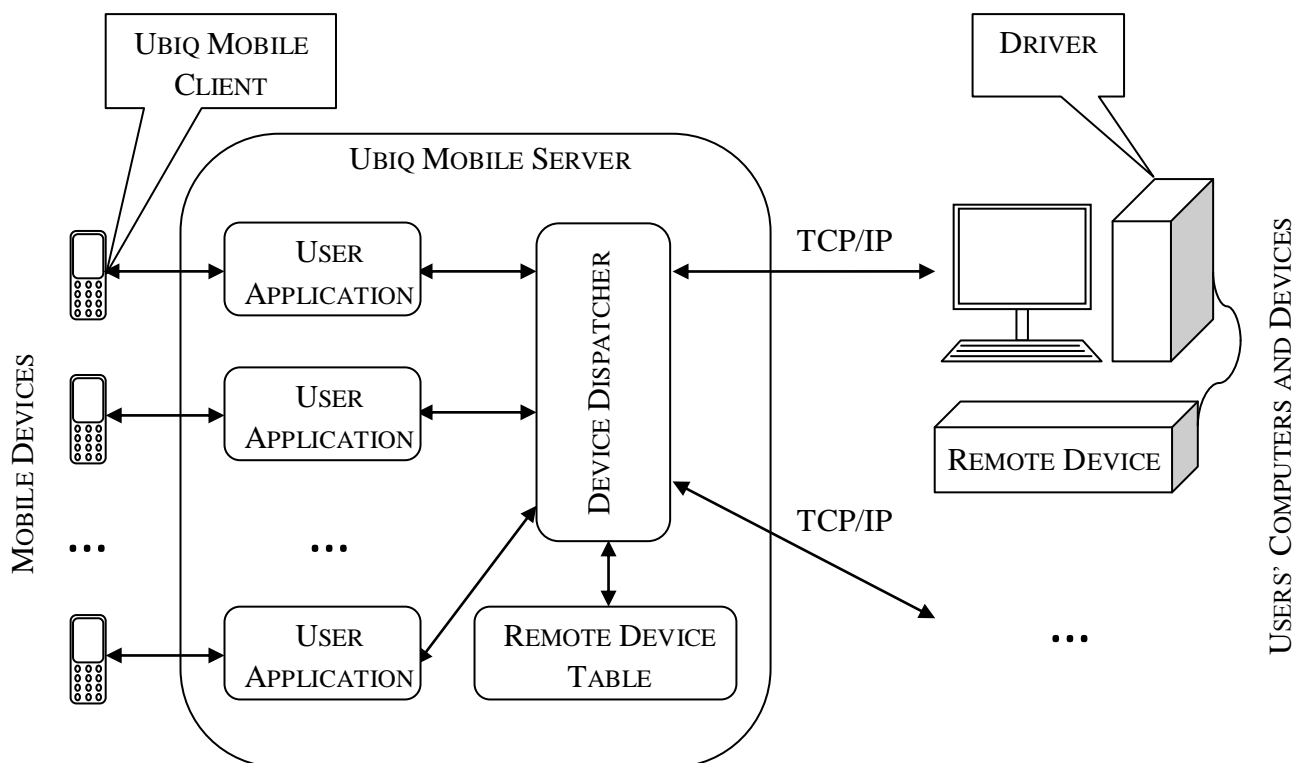 UBIQ MOBILE
CLIENT
DRIVER
UBIQ MOBILE SERVER
USER
APPLICATION
DEVICE DISPATCHER
TCP/IP
USER
APPLICATION
REMOTE DEVICE
TCP/IP
MOBILE DEVICES
...
...
USER
APPLICATION
REMOTE DEVICE
TABLE
...
USERS' COMPUTERS AND DEVICES